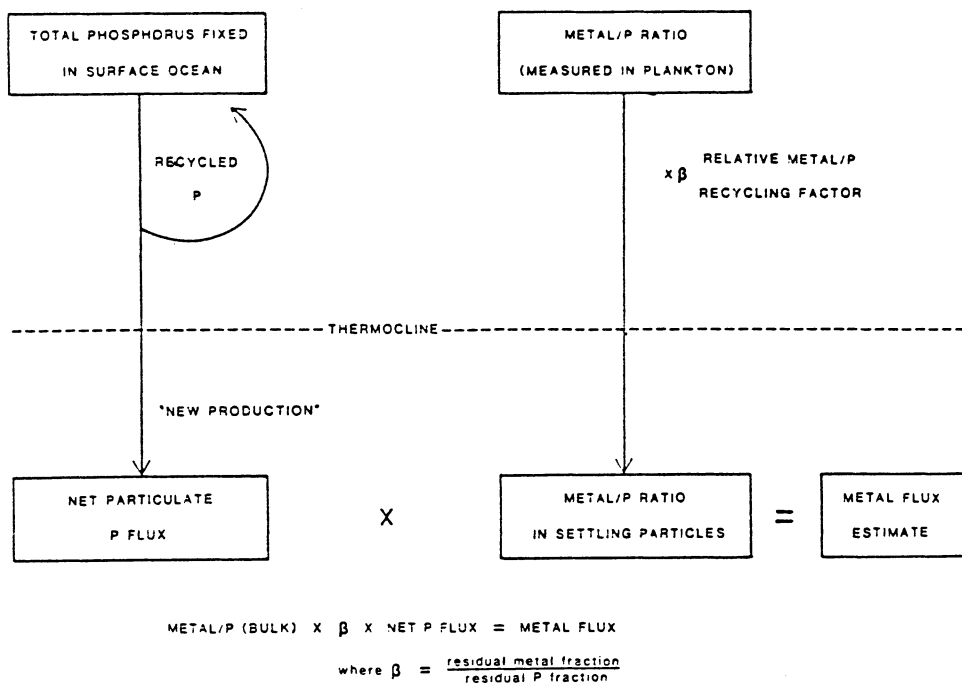 TOTAL PHOSPHORUS FIXED
IN SURFACE OCEAN
METAL/P RATIO
(MEASURED IN PLANKTON)
RECYCLED
P
x β RELATIVE METAL/P
RECYCLING FACTOR
THERMOCLINE
"NEW PRODUCTION"
NET PARTICULATE
P FLUX
X
METAL/P RATIO
IN SETTLING PARTICLES
=
METAL FLUX
ESTIMATE
METAL/P (BULK) X β X NET P FLUX = METAL FLUX
where β = residual metal fraction
residual P fraction